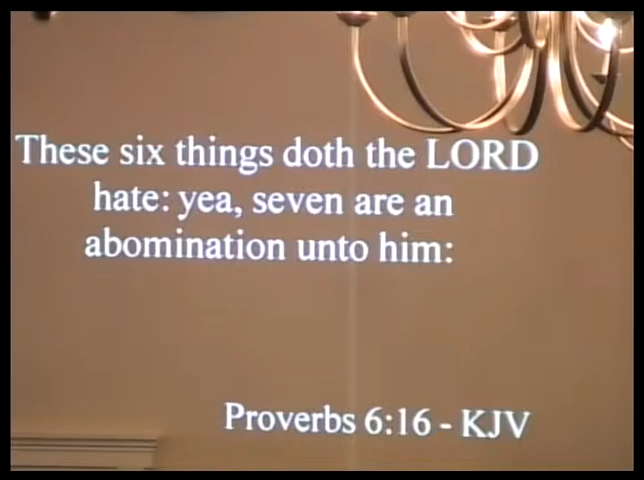 These six things doth the LORD
hate: yea, seven are an
abomination unto him:
Proverbs 6:16 - KJV